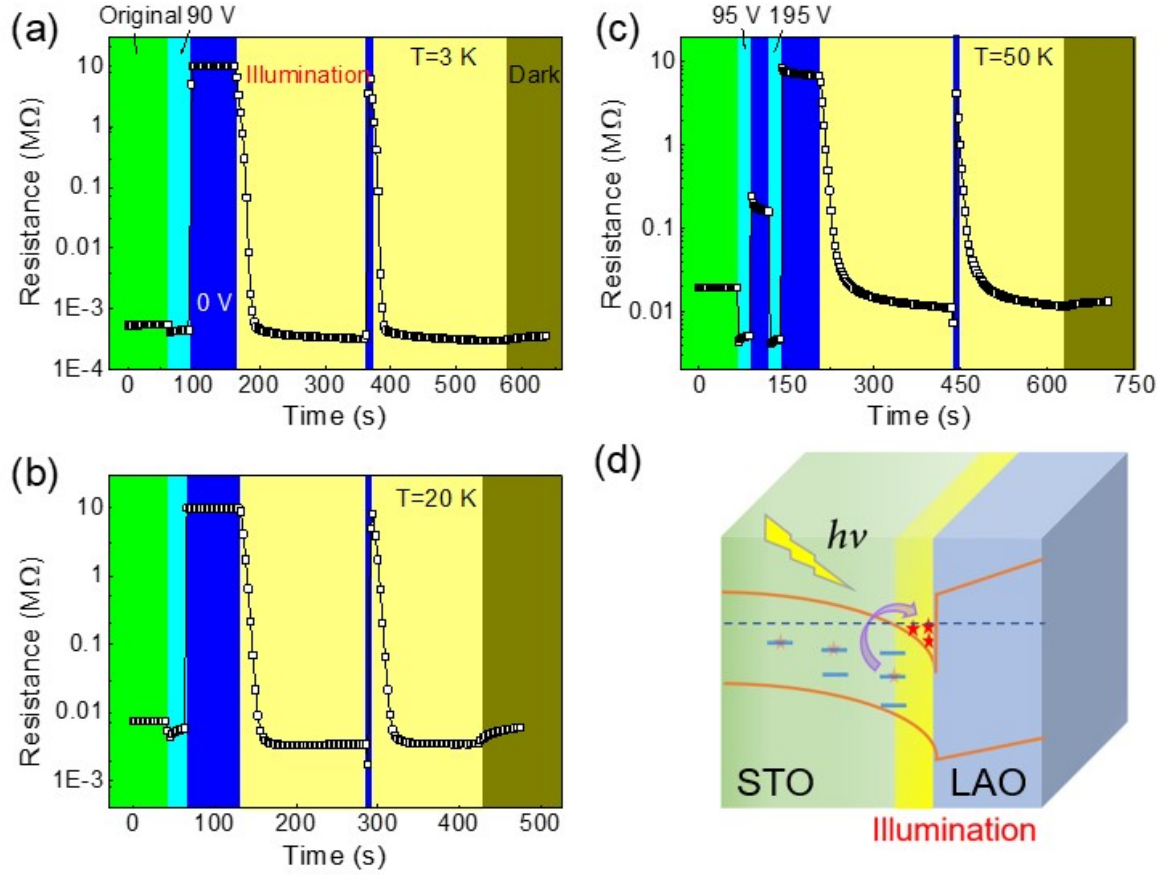 (a)
Original 90 V
T=3 K
Illumination
Dark
0 V
Resistance (MΩ)
10
1
0.1
0.01
1E-3
1E-4
0 100 200 300 400 500 600
Time (s)
(c)
95 V 195 V
T=50 K
Resistance (MΩ)
10
1
0.1
0.01
0 150 300 450 600 750
Time (s)
(b)
T=20 K
Resistance (MΩ)
10
1
0.1
0.01
1E-3
0 100 200 300 400 500
Time (s)
(d)
hν
STO
LAO
Illumination